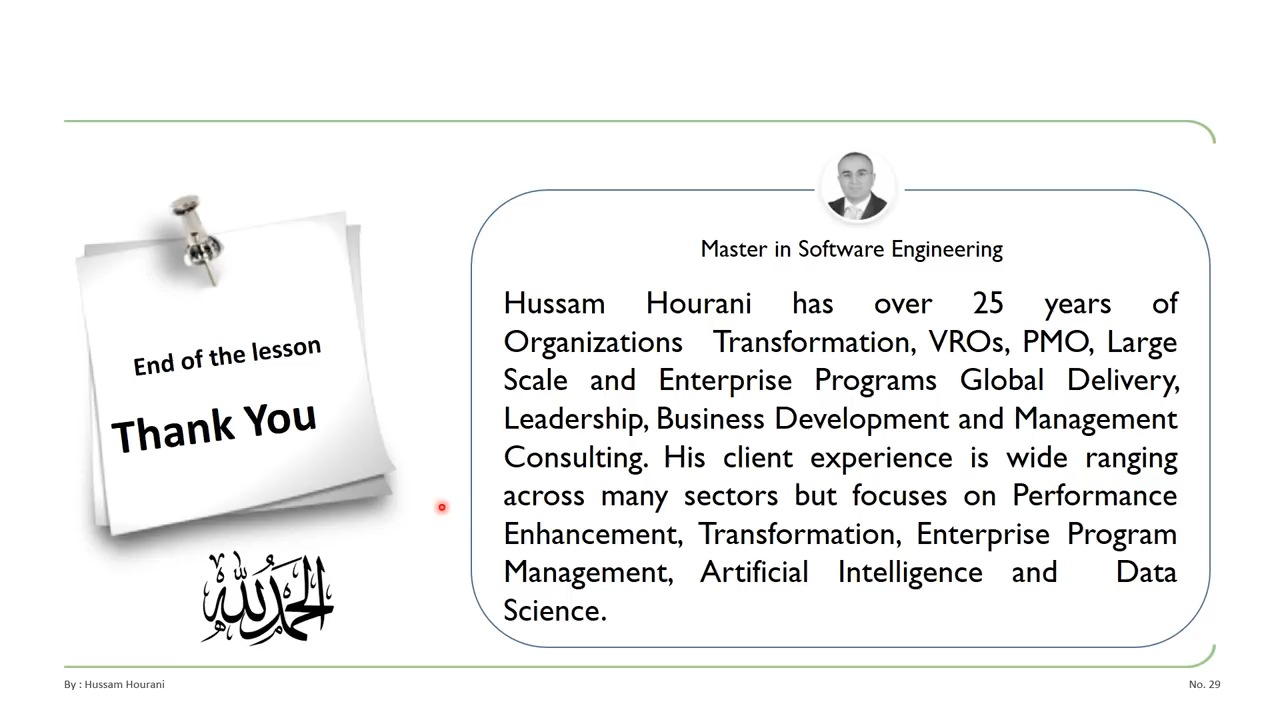 End of the lesson
Thank You
الحمد لله
Master in Software Engineering
Hussam Hourani has over 25 years of
Organizations Transformation, VROs, PMO, Large
Scale and Enterprise Programs Global Delivery,
Leadership, Business Development and Management
Consulting. His client experience is wide ranging
across many sectors but focuses on Performance
Enhancement, Transformation, Enterprise Program
Management, Artificial Intelligence and Data
Science.
By : Hussam Hourani
No. 29